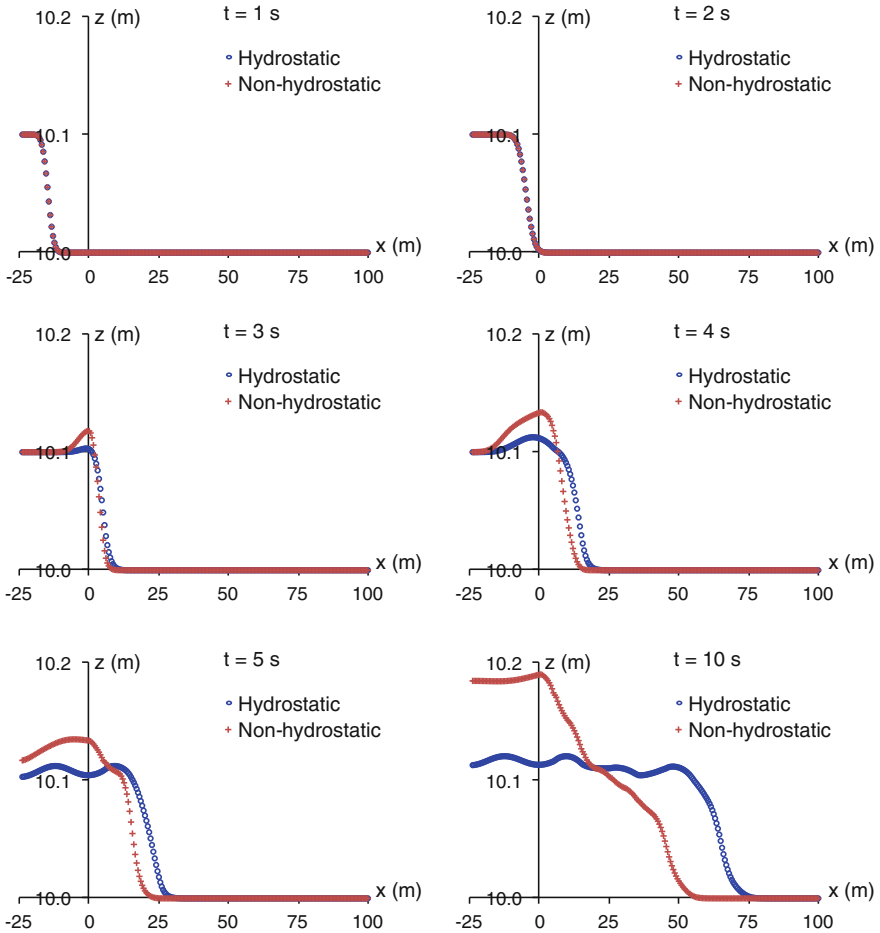 10.2 z (m) t = 1 s
Hydrostatic
Non-hydrostatic
10.1
10.0 x (m)
-25 0 25 50 75 100
10.2 z (m) t = 2 s
Hydrostatic
Non-hydrostatic
10.1
10.0 x (m)
-25 0 25 50 75 100
10.2 z (m) t = 3 s
Hydrostatic
Non-hydrostatic
10.1
10.0 x (m)
-25 0 25 50 75 100
10.2 z (m) t = 4 s
Hydrostatic
Non-hydrostatic
10.1
10.0 x (m)
-25 0 25 50 75 100
10.2 z (m) t = 5 s
Hydrostatic
Non-hydrostatic
10.1
10.0 x (m)
-25 0 25 50 75 100
10.2 z (m) t = 10 s
Hydrostatic
Non-hydrostatic
10.1
10.0 x (m)
-25 0 25 50 75 100